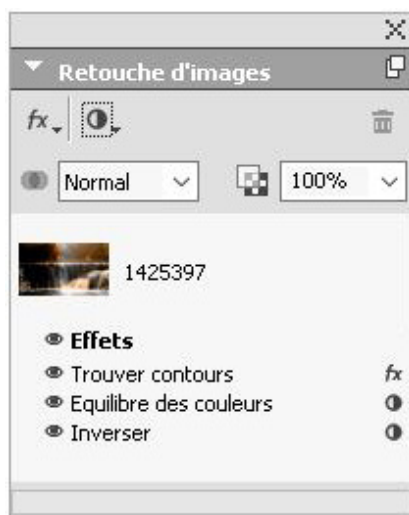 Retouche d'images
fx
Normal 100%
1425397
Effets
Trouver contours fx
Equilibre des couleurs
Inverser